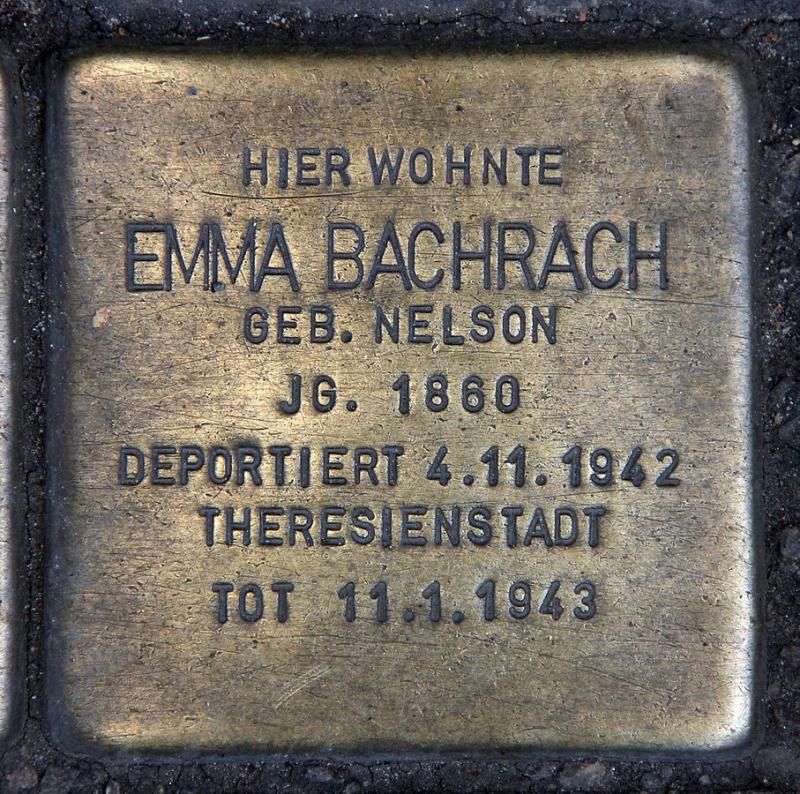 HIER WOHNTE
EMMA BACHRACH
GEB. NELSON
JG. 1860
DEPORTIERT 4.11.1942
THERESIENSTADT
TOT 11.1.1943